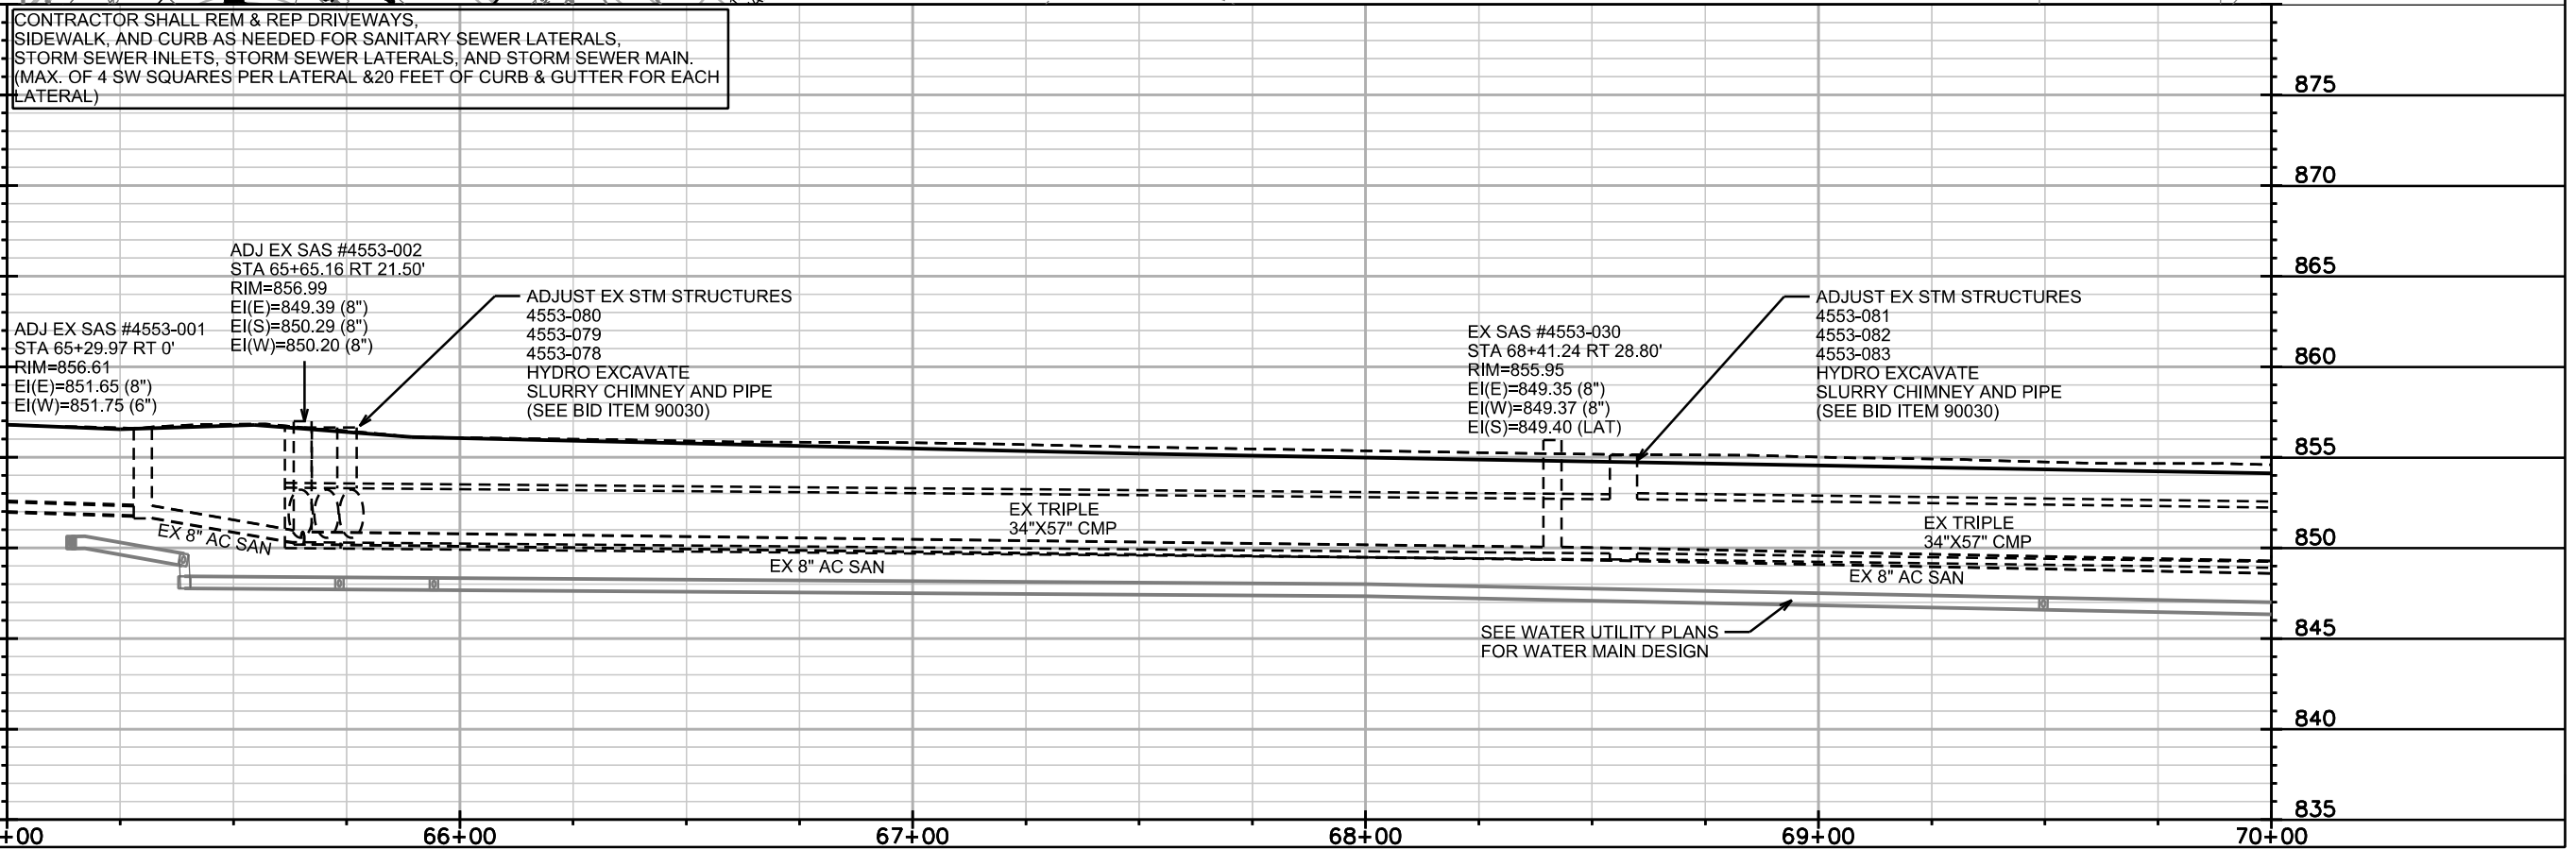 CONTRACTOR SHALL REM & REP DRIVEWAYS,
SIDEWALK, AND CURB AS NEEDED FOR SANITARY SEWER LATERALS,
STORM SEWER INLETS, STORM SEWER LATERALS, AND STORM SEWER MAIN.
(MAX. OF 4 SW SQUARES PER LATERAL &20 FEET OF CURB & GUTTER FOR EACH
LATERAL)
ADJ EX SAS #4553-001
STA 65+29.97 RT 0'
RIM=856.61
EI(E)=851.65 (8")
EI(W)=851.75 (6")
ADJ EX SAS #4553-002
STA 65+65.16 RT 21.50'
RIM=856.99
EI(E)=849.39 (8")
EI(S)=850.29 (8")
EI(W)=850.20 (8")
ADJUST EX STM STRUCTURES
4553-080
4553-079
4553-078
HYDRO EXCAVATE
SLURRY CHIMNEY AND PIPE
(SEE BID ITEM 90030)
EX SAS #4553-030
STA 68+41.24 RT 28.80'
RIM=855.95
EI(E)=849.35 (8")
EI(W)=849.37 (8")
EI(S)=849.40 (LAT)
ADJUST EX STM STRUCTURES
4553-081
4553-082
4553-083
HYDRO EXCAVATE
SLURRY CHIMNEY AND PIPE
(SEE BID ITEM 90030)
EX 8" AC SAN
EX TRIPLE
34"X57" CMP
EX 8" AC SAN
EX TRIPLE
34"X57" CMP
EX 8" AC SAN
SEE WATER UTILITY PLANS
FOR WATER MAIN DESIGN
875
870
865
860
855
850
845
840
835
+00
66+00
67+00
68+00
69+00
70+00